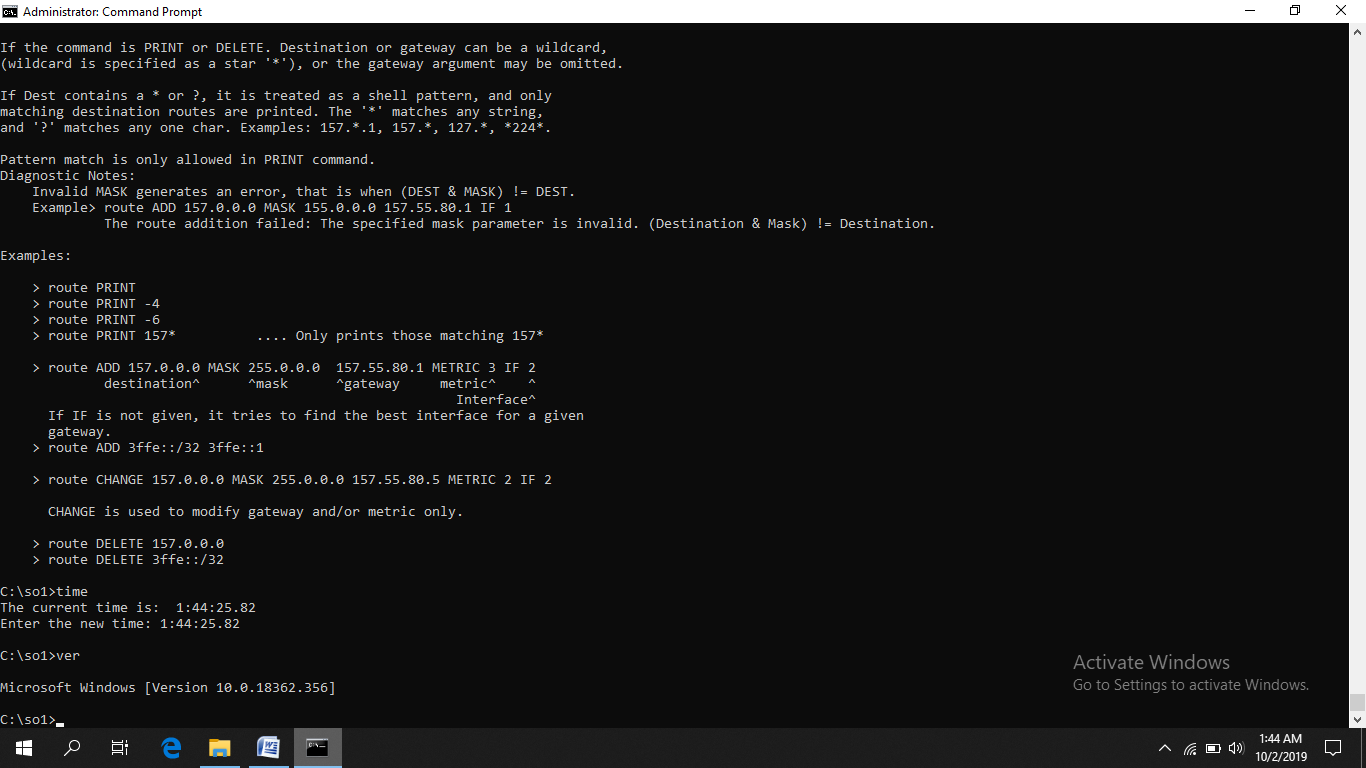 Administrator: Command Prompt
If the command is PRINT or DELETE. Destination or gateway can be a wildcard,
(wildcard is specified as a star '*'), or the gateway argument may be omitted.
If Dest contains a * or ?, it is treated as a shell pattern, and only
matching destination routes are printed. The '*' matches any string,
and '?' matches any one char. Examples: 157.*.1, 157.*, 127.*, *224*.
Pattern match is only allowed in PRINT command.
Diagnostic Notes:
Invalid MASK generates an error, that is when (DEST & MASK) != DEST.
Example> route ADD 157.0.0.0 MASK 155.0.0.0 157.55.80.1 IF 1
The route addition failed: The specified mask parameter is invalid. (Destination & Mask) != Destination.
Examples:
> route PRINT
> route PRINT -4
> route PRINT -6
> route PRINT 157*          .... Only prints those matching 157*
> route ADD 157.0.0.0 MASK 255.0.0.0  157.55.80.1 METRIC 3 IF 2
destination^      ^mask      ^gateway     metric^    ^
Interface^
If IF is not given, it tries to find the best interface for a given
gateway.
> route ADD 3ffe::/32 3ffe::1
> route CHANGE 157.0.0.0 MASK 255.0.0.0 157.55.80.5 METRIC 2 IF 2
CHANGE is used to modify gateway and/or metric only.
> route DELETE 157.0.0.0
> route DELETE 3ffe::/32
C:\so1>time
The current time is:  1:44:25.82
Enter the new time: 1:44:25.82
C:\so1>ver
Microsoft Windows [Version 10.0.18362.356]
C:\so1>
Activate Windows
Go to Settings to activate Windows.
1:44 AM
10/2/2019